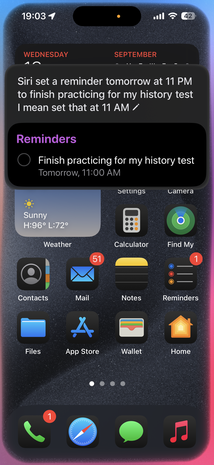 19:03
42
WEDNESDAY
SEPTEMBER
Siri set a reminder tomorrow at 11 PM
to finish practicing for my history test
I mean set that at 11 AM
Reminders
Finish practicing for my history test
Tomorrow, 11:00 AM
Settings
Camera
Sunny
H:96° L:72°
Weather
Calculator
Find My
51
1
Contacts
Mail
Notes
Reminders
Files
App Store
Wallet
Home
1